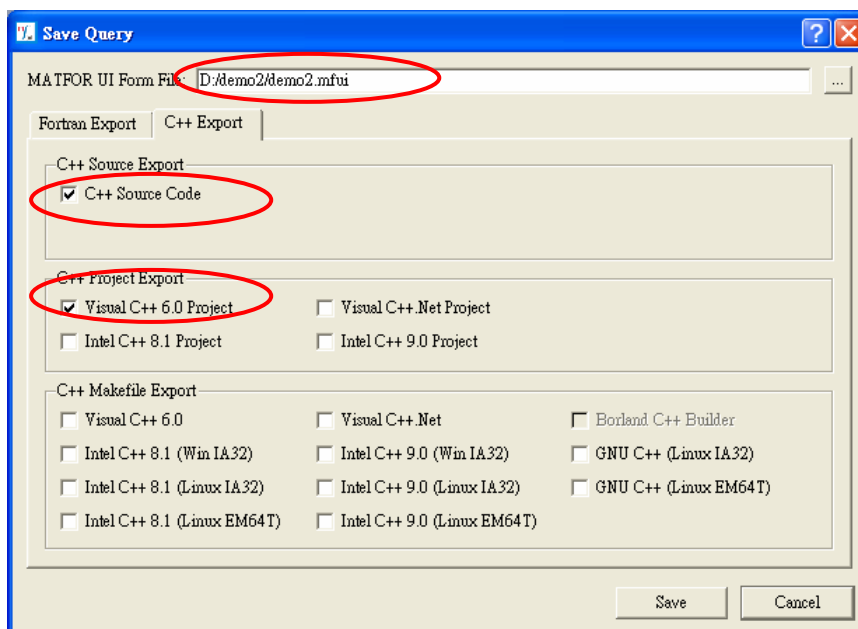 Save Query
MATFOR UI Form File: D:/demo2/demo2.mfui ...
Fortran Export C++ Export
C++ Source Export
C++ Source Code
C++ Project Export
Visual C++ 6.0 Project Visual C++.Net Project
Intel C++ 8.1 Project Intel C++ 9.0 Project
C++ Makefile Export
Visual C++ 6.0 Visual C++.Net Borland C++ Builder
Intel C++ 8.1 (Win IA32) Intel C++ 9.0 (Win IA32) GNU C++ (Linux IA32)
Intel C++ 8.1 (Linux IA32) Intel C++ 9.0 (Linux IA32) GNU C++ (Linux EM64T)
Intel C++ 8.1 (Linux EM64T) Intel C++ 9.0 (Linux EM64T)
Save Cancel